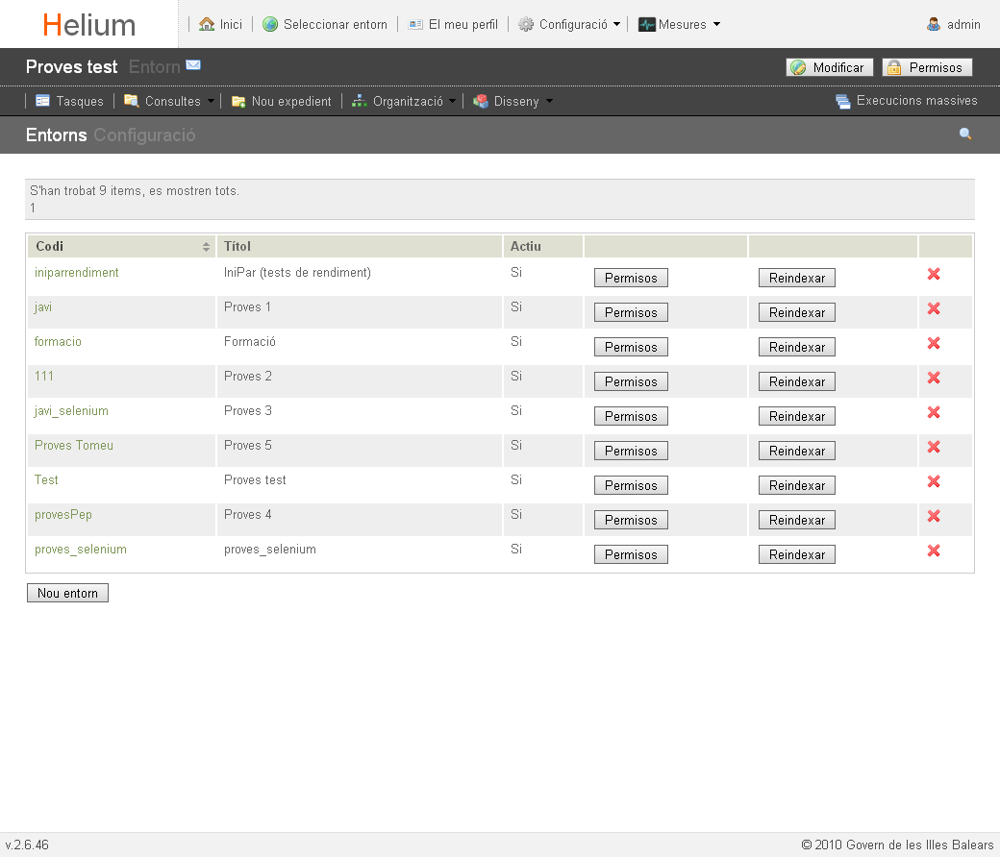 Helium Inici Seleccionar entorn El meu perfil Configuració Mesures admin
Proves test Entorn Modificar Permisos
Tasques Consultes Nou expedient Organització Disseny Execucions massives
Entorns Configuració
S'han trobat 9 items, es mostren tots.
1
Codi Títol Actiu
iniparrendiment IniPar (tests de rendiment) Si Permisos Reindexar
javi Proves 1 Si Permisos Reindexar
formacio Formació Si Permisos Reindexar
111 Proves 2 Si Permisos Reindexar
javi_selenium Proves 3 Si Permisos Reindexar
Proves Tomeu Proves 5 Si Permisos Reindexar
Test Proves test Si Permisos Reindexar
provesPep Proves 4 Si Permisos Reindexar
proves_selenium proves_selenium Si Permisos Reindexar
Nou entorn
v.2.6.46 © 2010 Govern de les Illes Balears